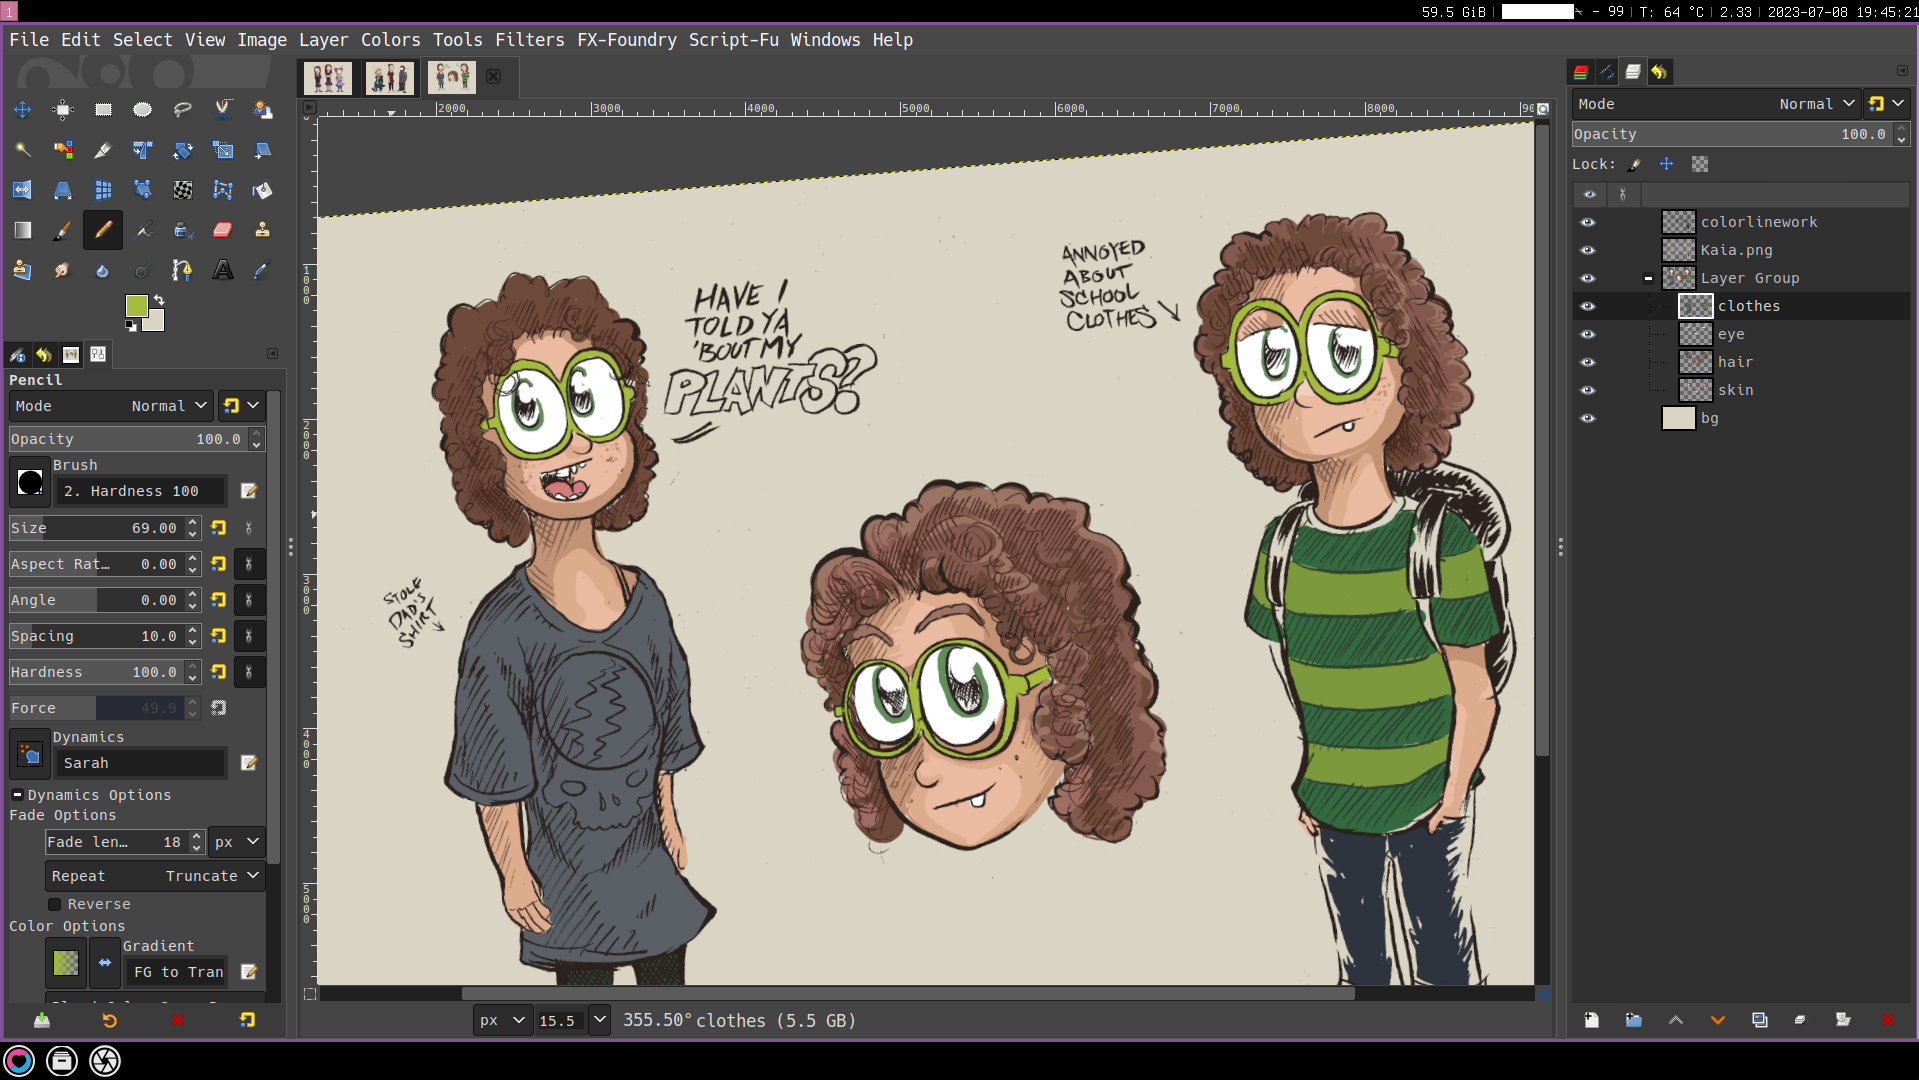 1
59.5 GiB
- 99
T: 64 °C
2.33
2023-07-08 19:45:21
File Edit Select View Image Layer Colors Tools Filters FX-Foundry Script-Fu Windows Help
2000 3000 4000 5000 6000 7000 8000
1000
2000
3000
4000
5000
Pencil
Mode Normal
Opacity 100.0
Brush
2. Hardness 100
Size 69.00
Aspect Rat… 0.00
Angle 0.00
Spacing 10.0
Hardness 100.0
Force 49.9
Dynamics
Sarah
Dynamics Options
Fade Options
Fade len… 18 px
Repeat Truncate
Reverse
Color Options
Gradient
FG to Tran
HAVE I
TOLD YA
'BOUT MY
PLANTS?
STOLE
DAD'S
SHIRT
ANNOYED
ABOUT
SCHOOL
CLOTHES
px 15.5 355.50° clothes (5.5 GB)
Mode Normal
Opacity 100.0
Lock:
colorlinework
Kaia.png
Layer Group
clothes
eye
hair
skin
bg